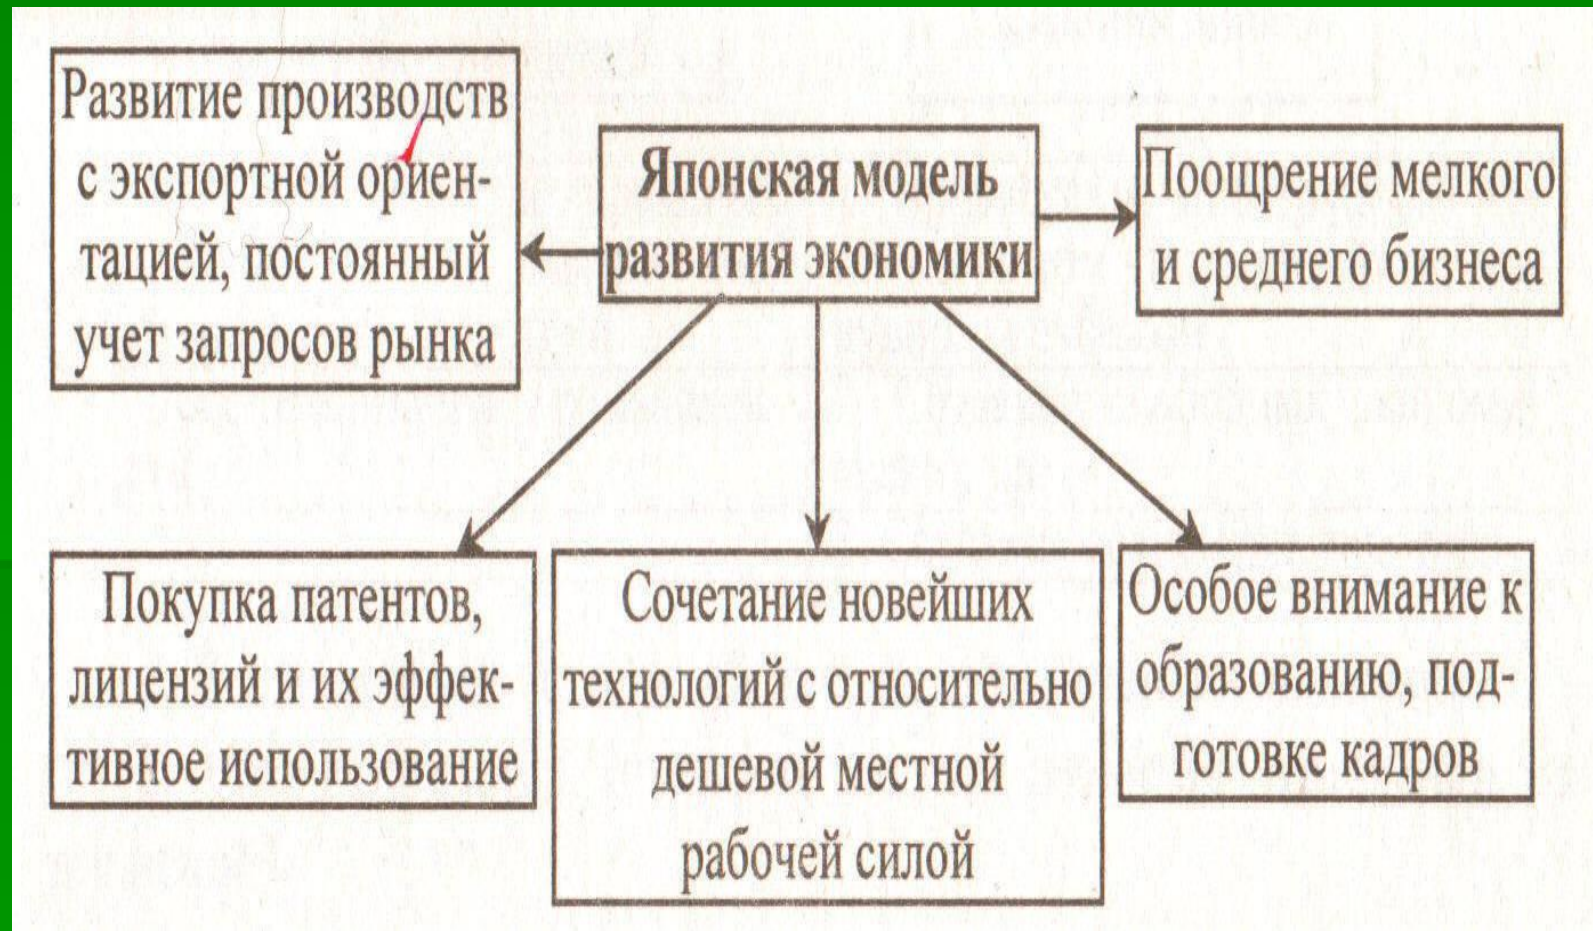 Развитие производств
с экспортной ориен-
тацией, постоянный
учет запросов рынка
Японская модель
развития экономики
Поощрение мелкого
и среднего бизнеса
Покупка патентов,
лицензий и их эффек-
тивное использование
Сочетание новейших
технологий с относительно
дешевой местной
рабочей силой
Особое внимание к
образованию, под-
готовке кадров